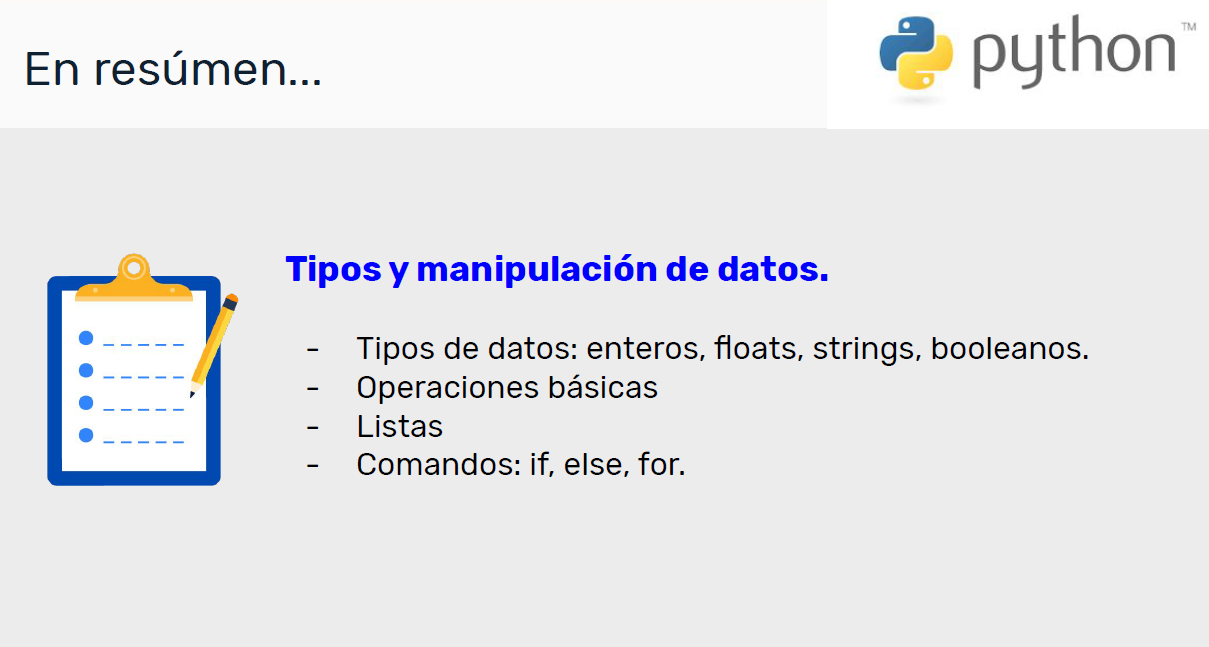 En resúmen...
python™
Tipos y manipulación de datos.
- Tipos de datos: enteros, floats, strings, booleanos.
- Operaciones básicas
- Listas
- Comandos: if, else, for.